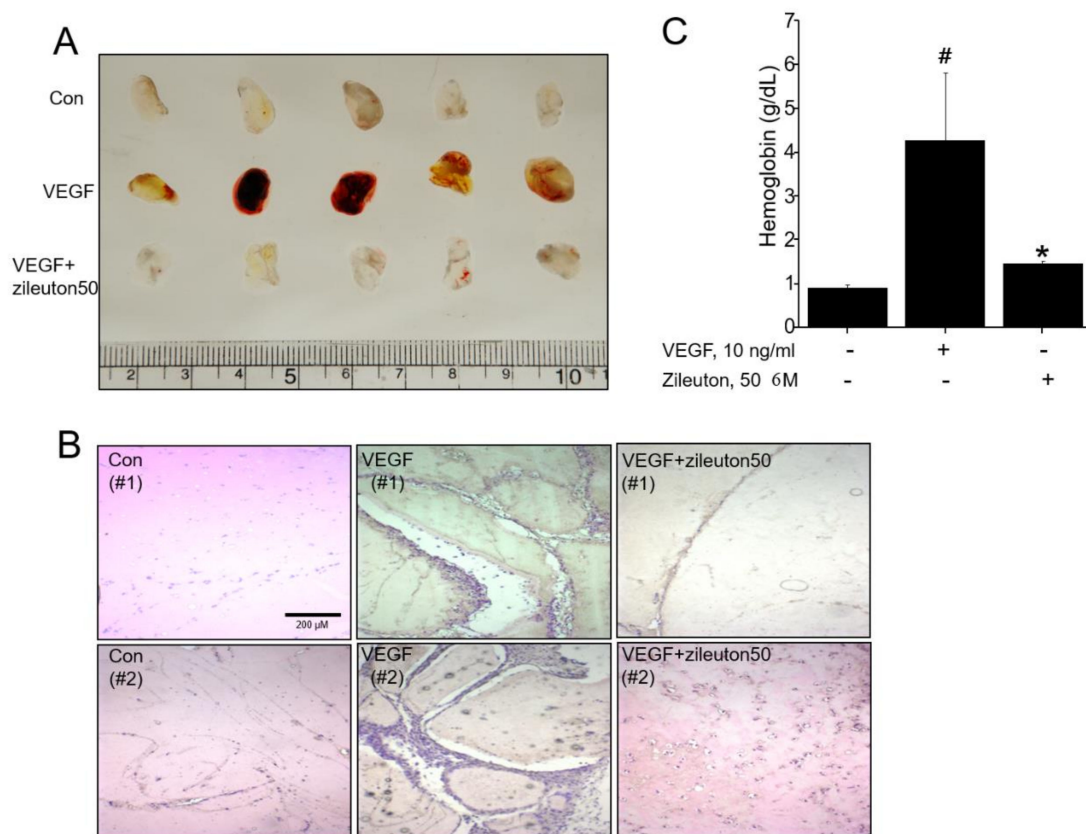 A
Con
VEGF
VEGF+
zileuton50
2 3 4 5 6 7 8 9 10 1
C
Hemoglobin (g/dL)
7
6
5
4
3
2
1
0
#
*
VEGF, 10 ng/ml - + -
Zileuton, 50 6M - - +
B
Con
(#1)
200 µM
VEGF
(#1)
VEGF+zileuton50
(#1)
Con
(#2)
VEGF
(#2)
VEGF+zileuton50
(#2)